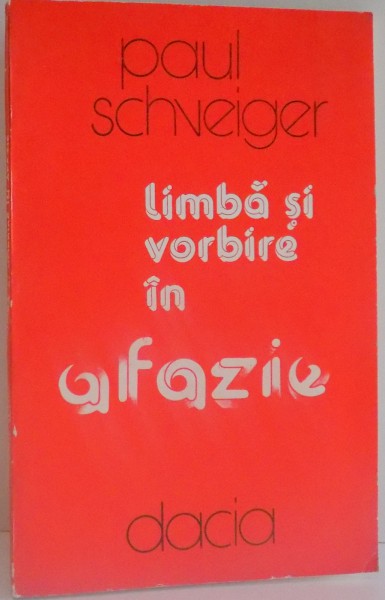 paul
schveiger
limbă și
vorbire
în
afazie
dacia